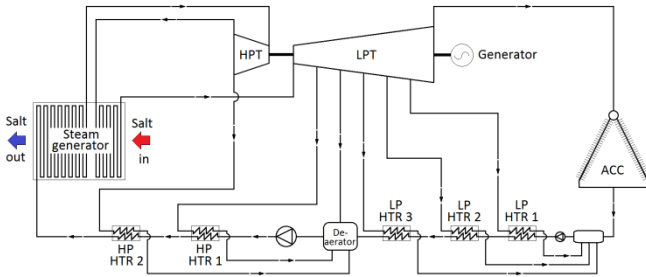 HPT
LPT
Generator
Salt
out
Steam
generator
Salt
in
ACC
LP
HTR 3
LP
HTR 2
LP
HTR 1
De-
aerator
HP
HTR 2
HP
HTR 1